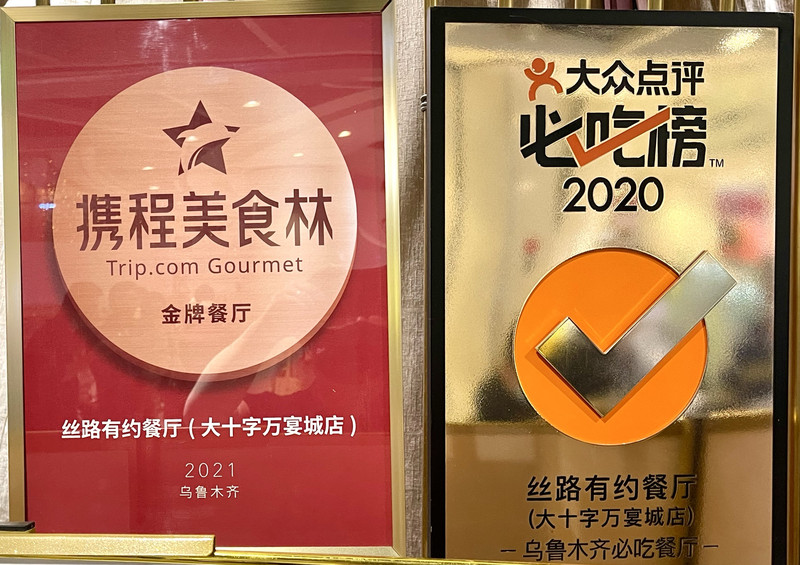 携程美食林
Trip.com Gourmet
金牌餐厅
丝路有约餐厅(大十字万宴城店)
2021
乌鲁木齐
大众点评
必吃榜™
2020
丝路有约餐厅
(大十字万宴城店)
—乌鲁木齐必吃餐厅—